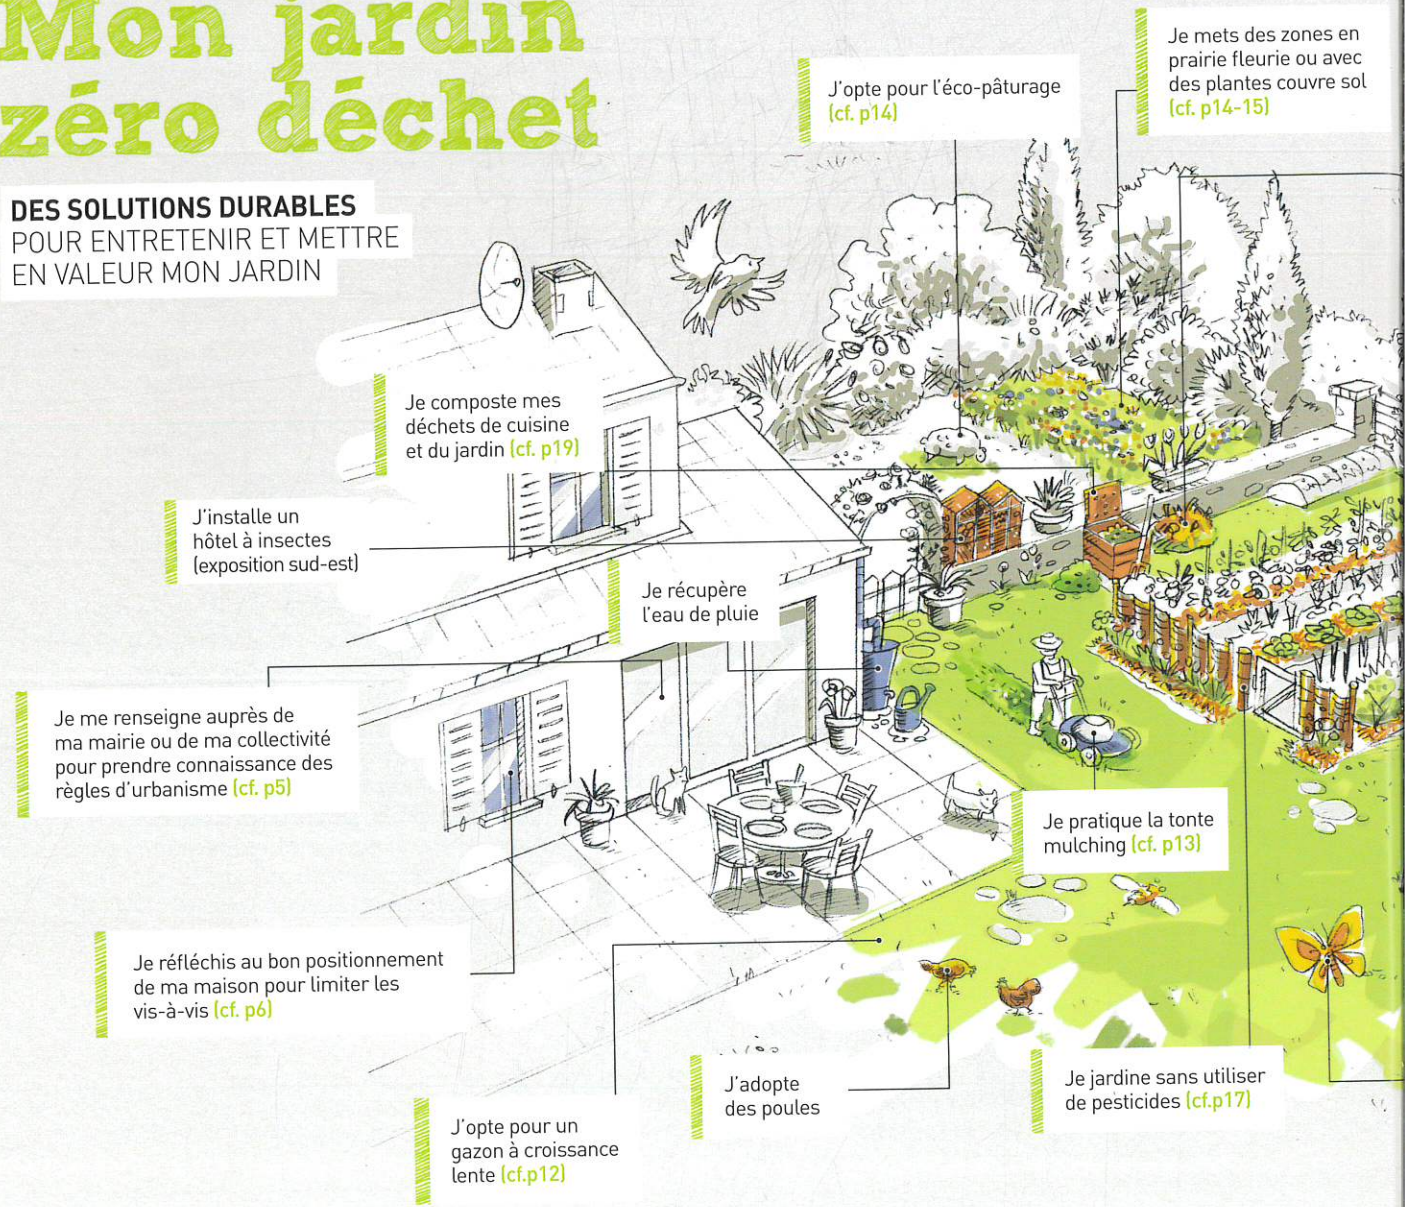 Mon jardin
zéro déchet
DES SOLUTIONS DURABLES
POUR ENTRETENIR ET METTRE
EN VALEUR MON JARDIN
J'opte pour l'éco-pâturage
(cf. p14)
Je mets des zones en
prairie fleurie ou avec
des plantes couvre sol
(cf. p14-15)
Je composte mes
déchets de cuisine
et du jardin (cf. p19)
J'installe un
hôtel à insectes
(exposition sud-est)
Je récupère
l'eau de pluie
Je me renseigne auprès de
ma mairie ou de ma collectivité
pour prendre connaissance des
règles d'urbanisme (cf. p5)
Je pratique la tonte
mulching (cf. p13)
Je réfléchis au bon positionnement
de ma maison pour limiter les
vis-à-vis (cf. p6)
J'adopte
des poules
Je jardine sans utiliser
de pesticides (cf.p17)
J'opte pour un
gazon à croissance
lente (cf.p12)